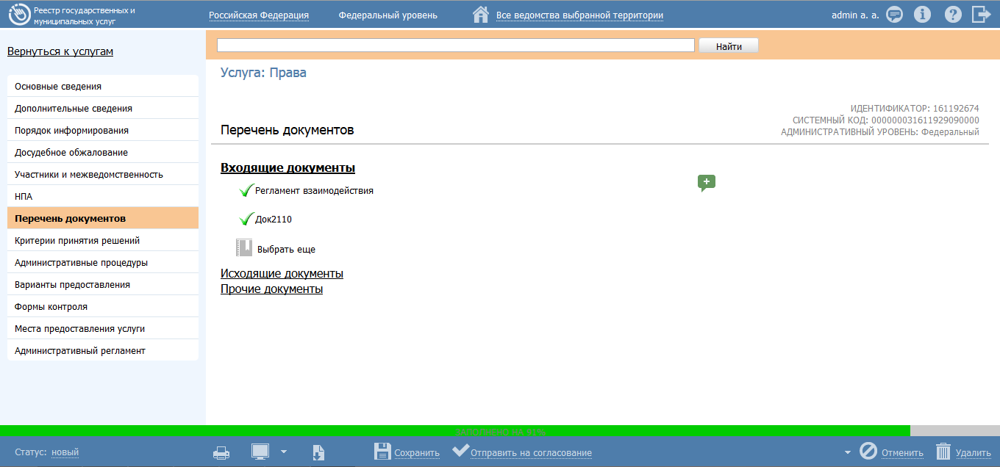 Реестр государственных и
муниципальных услуг
Российская Федерация
Федеральный уровень
Все ведомства выбранной территории
admin а. а.
Вернуться к услугам
Найти
Услуга: Права
ИДЕНТИФИКАТОР: 161192674
СИСТЕМНЫЙ КОД: 000000031611929090000
АДМИНИСТРАТИВНЫЙ УРОВЕНЬ: Федеральный
Основные сведения
Дополнительные сведения
Порядок информирования
Досудебное обжалование
Участники и межведомственность
НПА
Перечень документов
Критерии принятия решений
Административные процедуры
Варианты предоставления
Формы контроля
Места предоставления услуги
Административный регламент
Перечень документов
Входящие документы
Регламент взаимодействия
Док2110
Выбрать еще
Исходящие документы
Прочие документы
ЗАПОЛНЕНО НА 91%
Статус: новый
Сохранить
Отправить на согласование
Отменить
Удалить